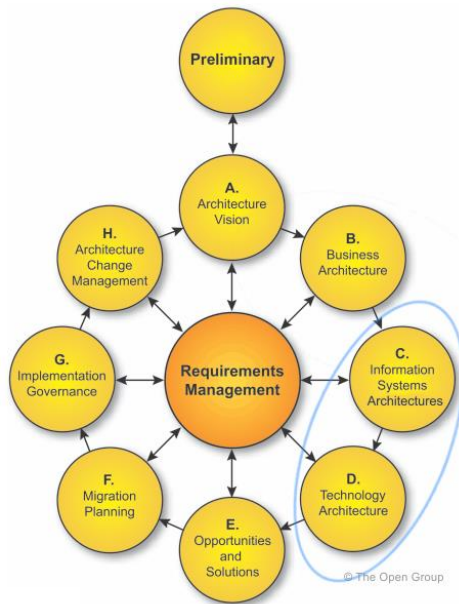 Preliminary
A.
Architecture
Vision
B.
Business
Architecture
C.
Information
Systems
Architectures
D.
Technology
Architecture
E.
Opportunities
and
Solutions
F.
Migration
Planning
G.
Implementation
Governance
H.
Architecture
Change
Management
Requirements
Management
© The Open Group